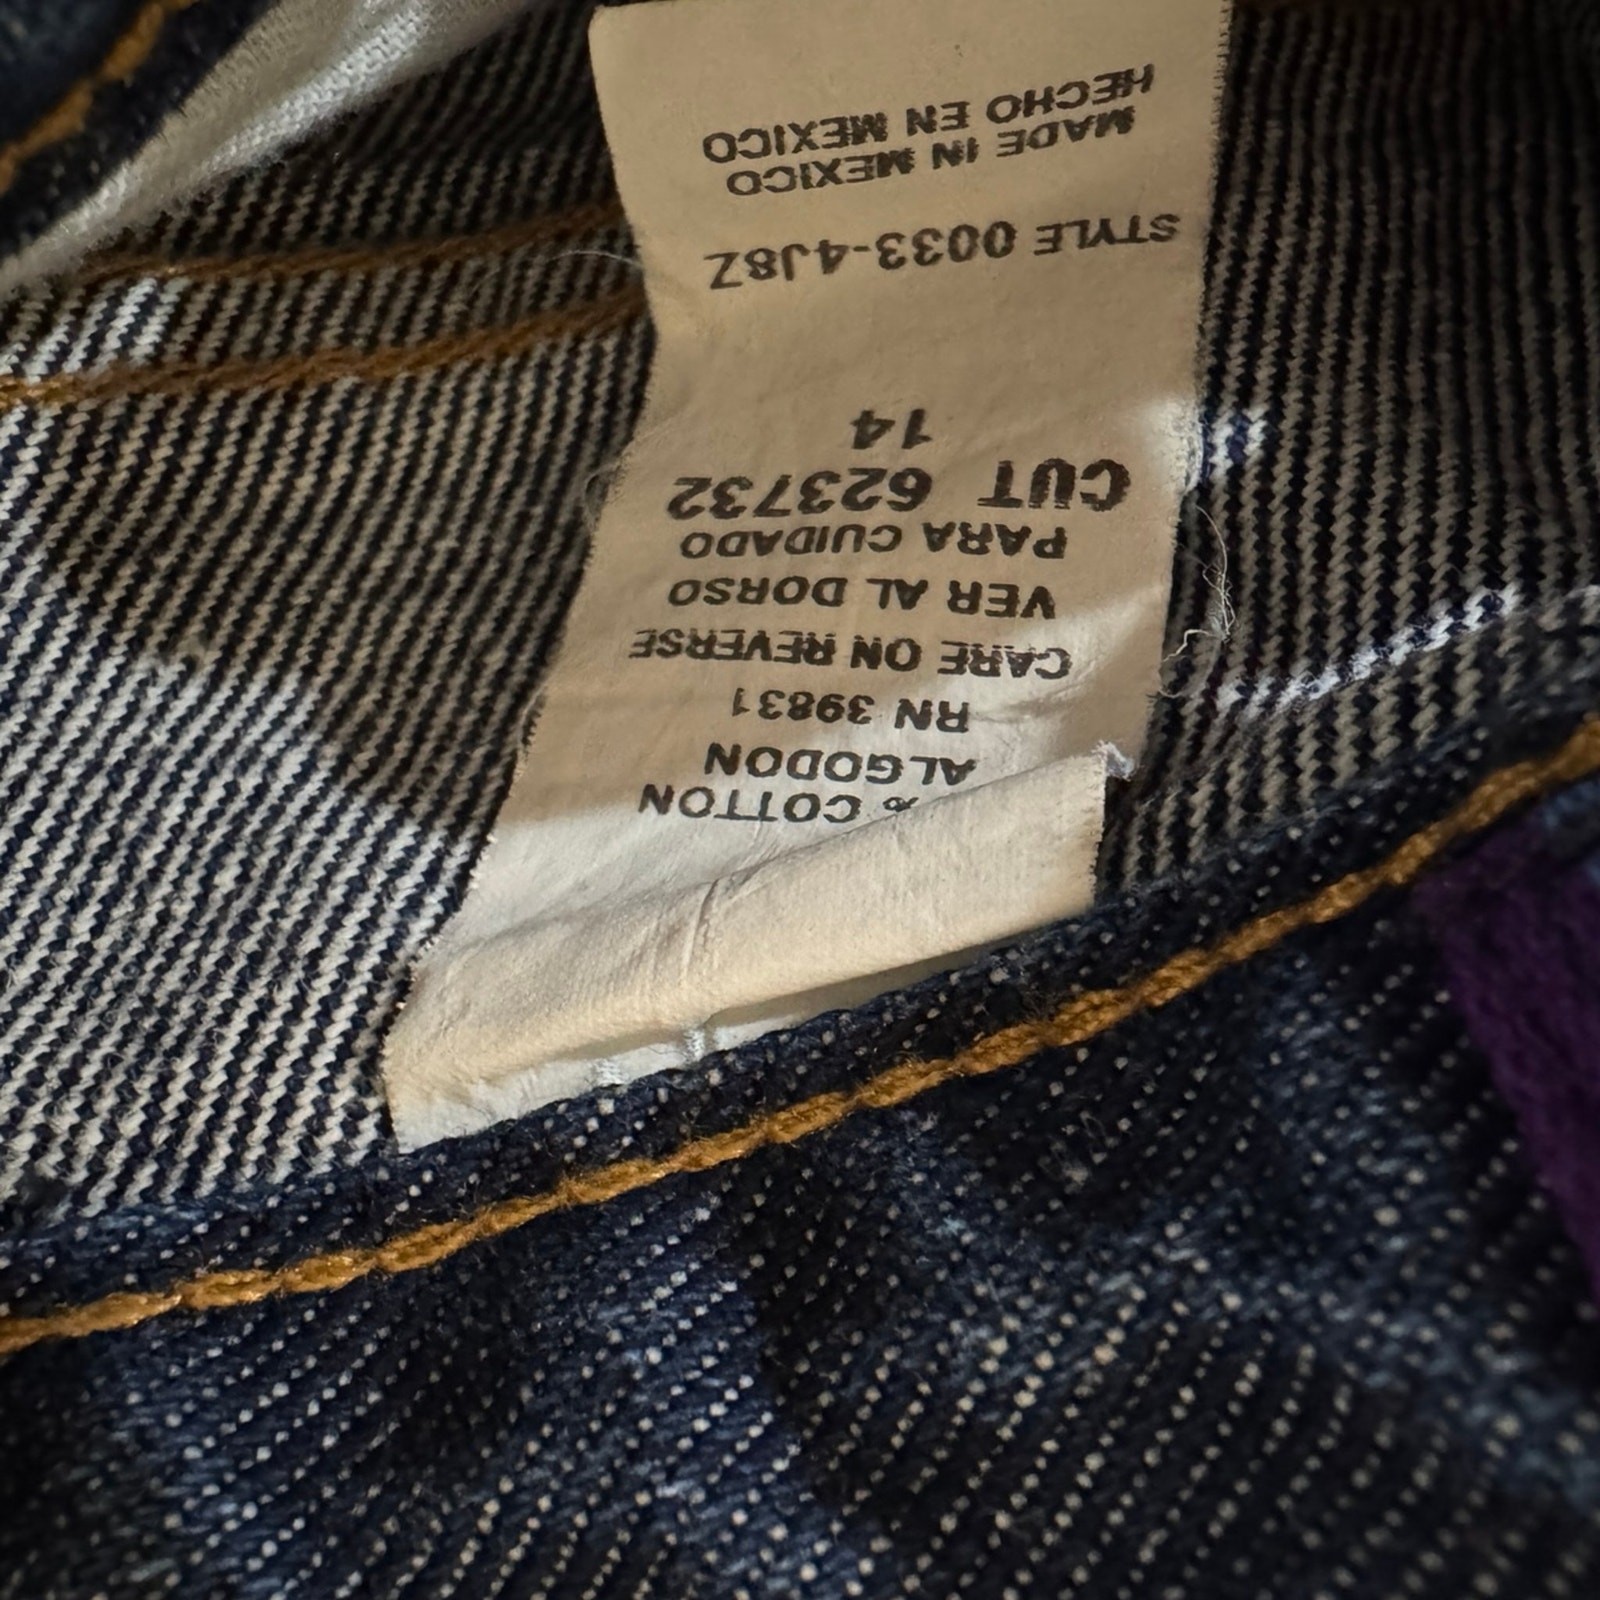 % COTTON
ALGODON
RN 39831
CARE ON REVERSE
VER AL DORSO
PARA CUIDADO
CUT 623732
14
STYLE 0033-4J8Z
MADE IN MEXICO
HECHO EN MEXICO